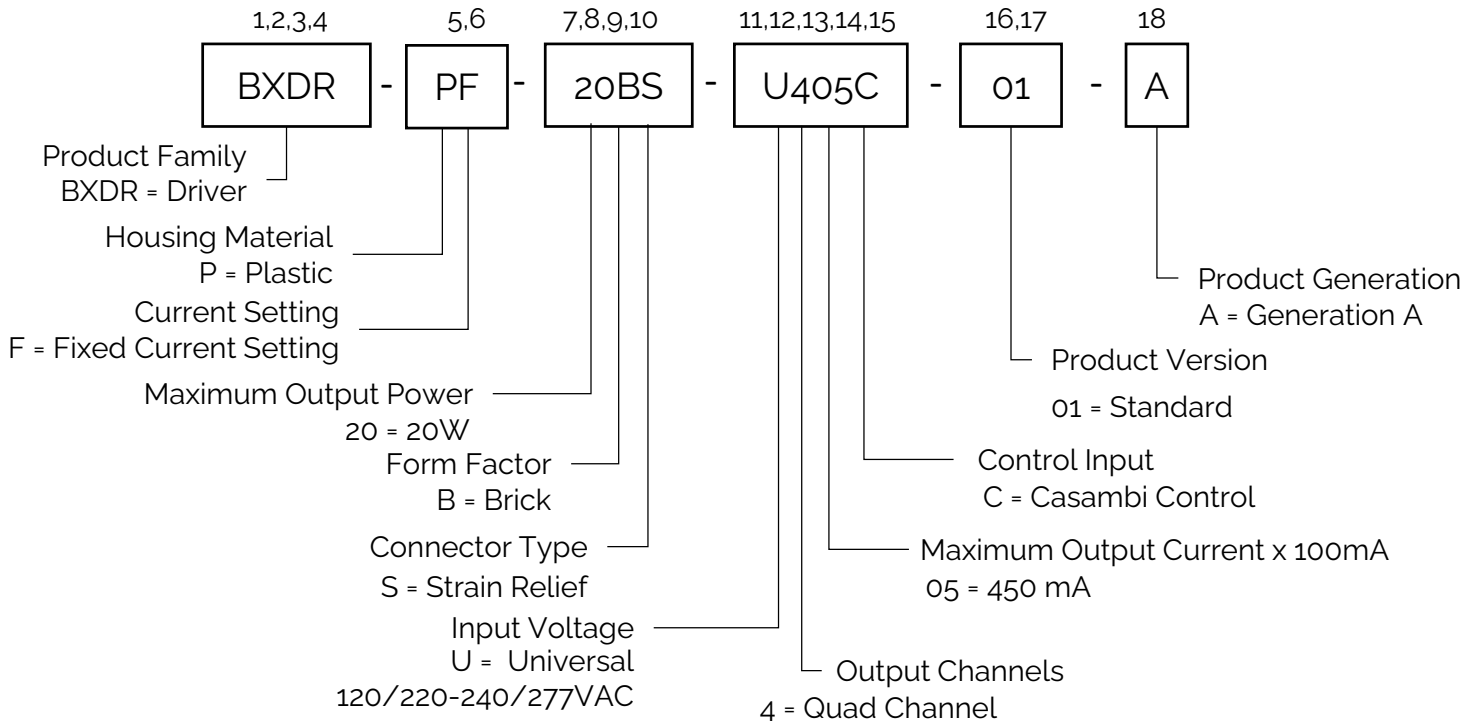 1,2,3,4 5,6 7,8,9,10 11,12,13,14,15 16,17 18
BXDR - PF - 20BS - U405C - 01 - A
Product Family
BXDR = Driver
Housing Material
P = Plastic
Current Setting
F = Fixed Current Setting
Maximum Output Power
20 = 20W
Form Factor
B = Brick
Connector Type
S = Strain Relief
Input Voltage
U = Universal
120/220-240/277VAC
Output Channels
4 = Quad Channel
Maximum Output Current x 100mA
05 = 450 mA
Control Input
C = Casambi Control
Product Version
01 = Standard
Product Generation
A = Generation A